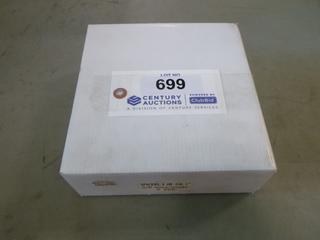 LOT NO.
699
CENTURY
AUCTIONS
POWERED BY
ClubBid
A DIVISION OF CENTURY SERVICES